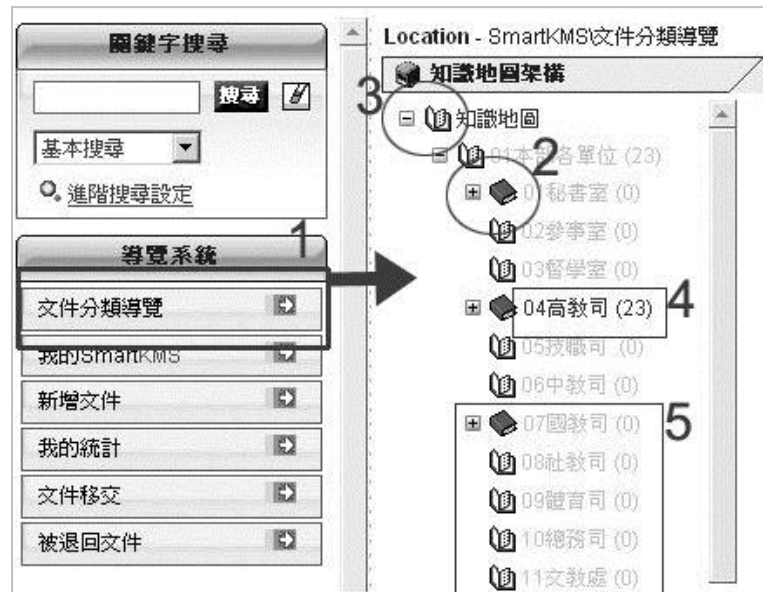 關鍵字搜尋
搜尋
基本搜尋
進階搜尋設定
導覽系統
1
文件分類導覽
我的SmartKMS
新增文件
我的統計
文件移交
被退回文件
Location - SmartKMS\文件分類導覽
知識地圖架構
3
知識地圖
01本部各單位 (23)
2
01秘書室 (0)
02參事室 (0)
03督學室 (0)
04高教司 (23)
4
05技職司 (0)
06中教司 (0)
07國教司 (0)
5
08社教司 (0)
09體育司 (0)
10總務司 (0)
11文教處 (0)